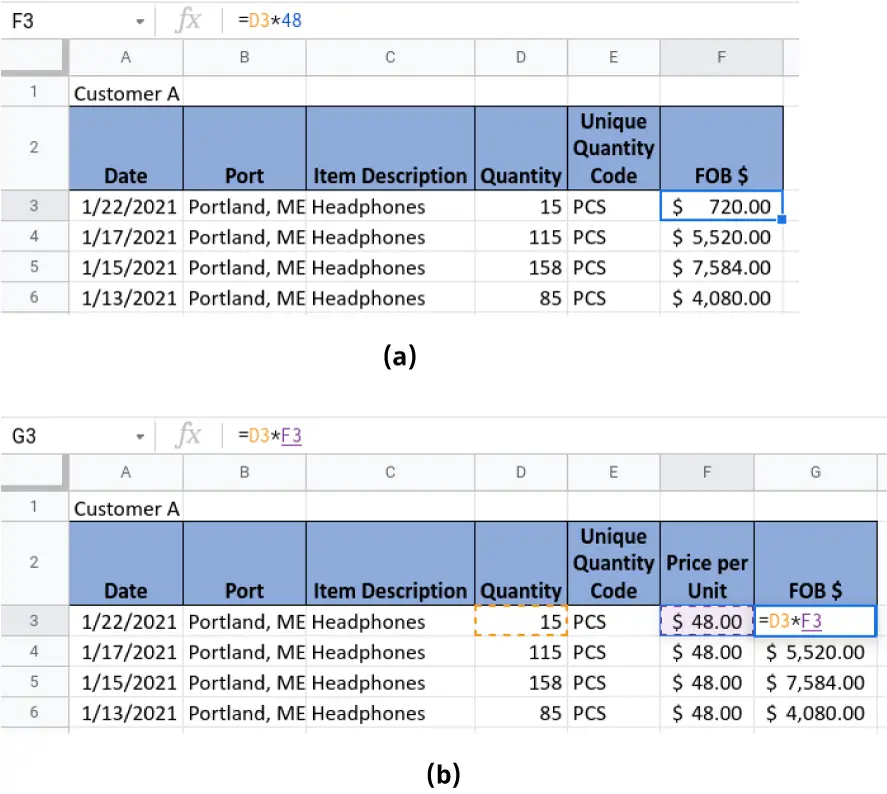 F3 fx =D3*48
A B C D E F
1 Customer A
Unique
Quantity
2 Code
Date Port Item Description Quantity FOB $
3 1/22/2021 Portland, ME Headphones 15 PCS $ 720.00
4 1/17/2021 Portland, ME Headphones 115 PCS $ 5,520.00
5 1/15/2021 Portland, ME Headphones 158 PCS $ 7,584.00
6 1/13/2021 Portland, ME Headphones 85 PCS $ 4,080.00
(a)
G3 fx =D3*F3
A B C D E F G
1 Customer A
Unique
2 Quantity Price per
Date Port Item Description Quantity Code Unit FOB $
3 1/22/2021 Portland, ME Headphones 15 PCS $ 48.00 =D3*F3
4 1/17/2021 Portland, ME Headphones 115 PCS $ 48.00 $ 5,520.00
5 1/15/2021 Portland, ME Headphones 158 PCS $ 48.00 $ 7,584.00
6 1/13/2021 Portland, ME Headphones 85 PCS $ 48.00 $ 4,080.00
(b)